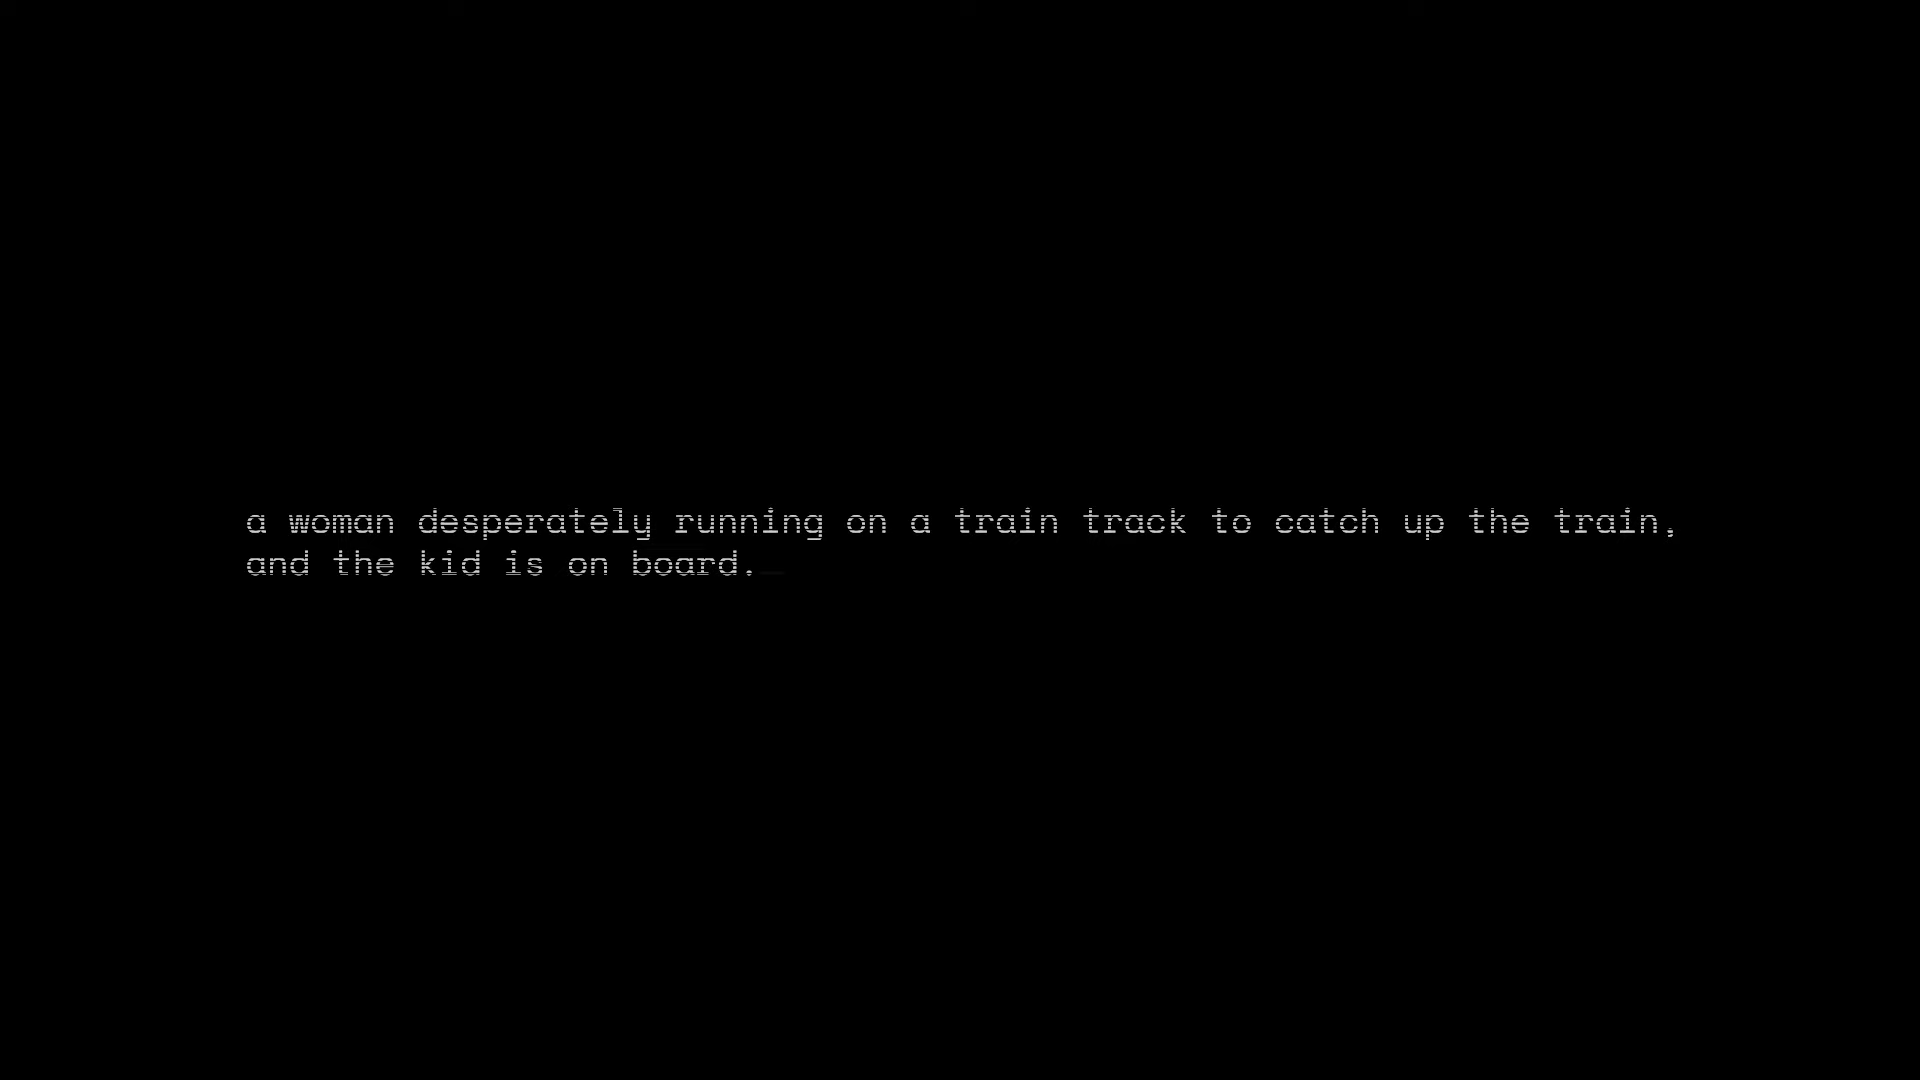 a woman desperately running on a train track to catch up the train,
and the kid is on board.